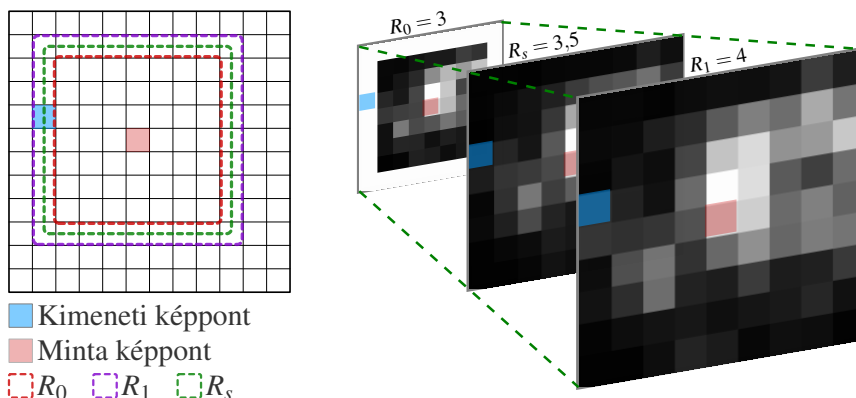 R₀ = 3
Rₛ = 3,5
R₁ = 4
Kimeneti képpont
Minta képpont
R₀ R₁ Rₛ